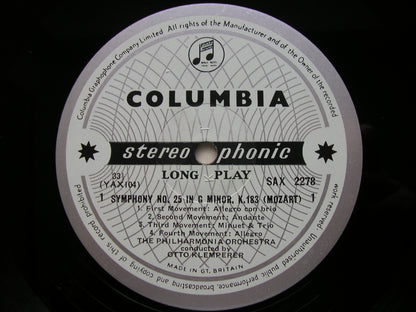 Columbia Graphophone Company Limited. All rights of the Manufacturer and of the Owner of the recorded
work reserved. Unauthorised public performance, broadcasting and copying of this record prohibited
COLUMBIA
stereophonic
LONG PLAY
33⅓
(YAX104)
SAX 2278
1 SYMPHONY NO. 25 IN G MINOR, K.183 (MOZART) 1
1. First Movement: Allegro con brio
2. Second Movement: Andante
3. Third Movement: Minuet & Trio
4. Fourth Movement: Allegro
THE PHILHARMONIA ORCHESTRA
conducted by
OTTO KLEMPERER
MADE IN GT. BRITAIN